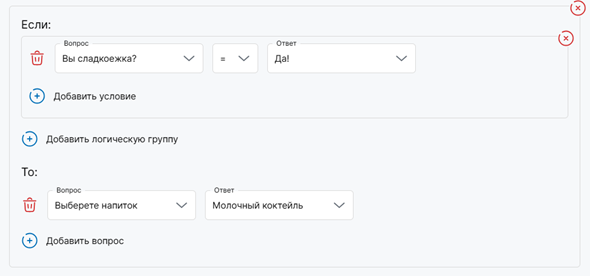 Если:
Вопрос
Ответ
Вы сладкоежка?
=
Да!
Добавить условие
Добавить логическую группу
То:
Вопрос
Ответ
Выберете напиток
Молочный коктейль
Добавить вопрос